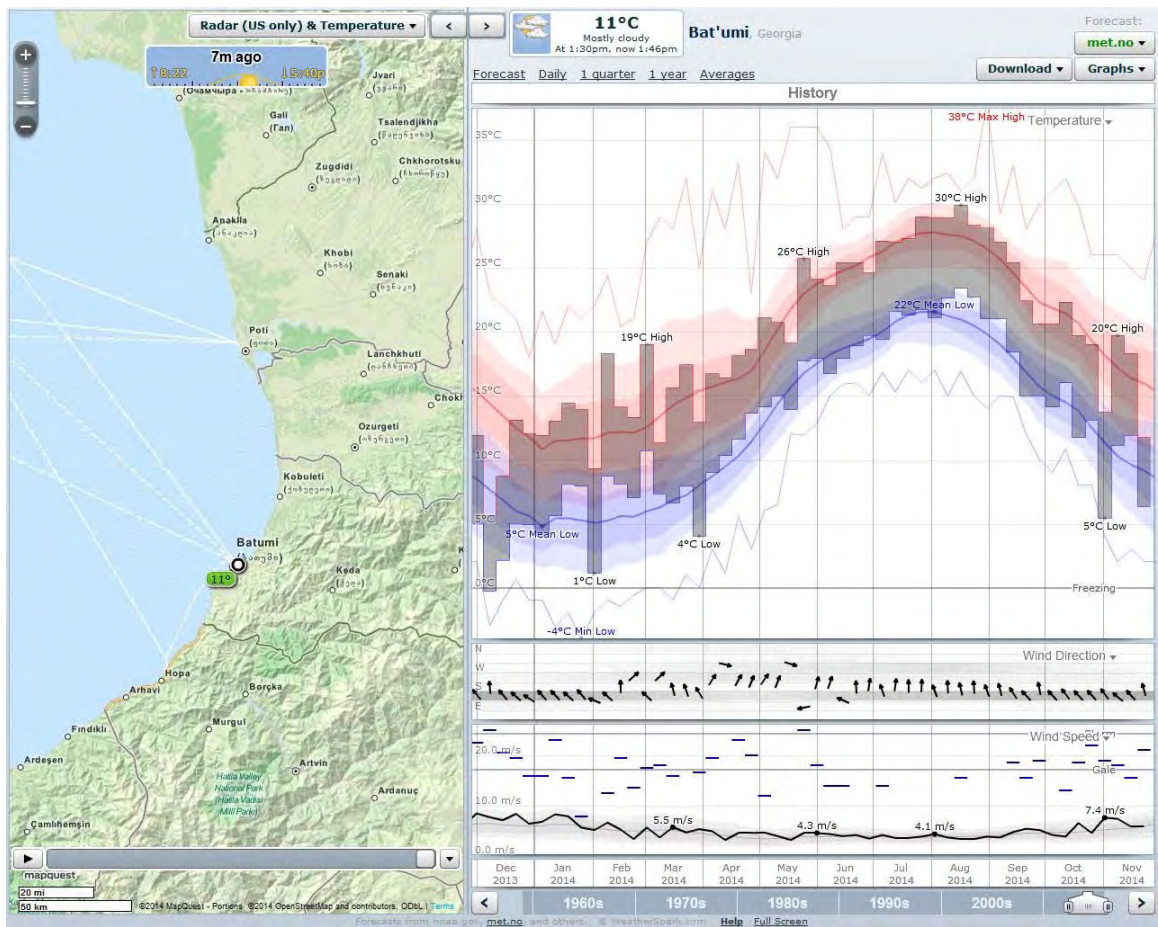 Radar (US only) & Temperature
<
>
7m ago
8:22
5:40p
11°C
Mostly cloudy
At 1:30pm, now 1:46pm
Bat'umi, Georgia
Forecast:
met.no
Forecast Daily 1 quarter 1 year Averages
Download
Graphs
History
Jvari
Gali
(Гали)
Tsalendjikha
Zugdidi
Chkhorotsku
Anaklia
Khobi
Senaki
Poti
(ფოთი)
Lanchkhuti
Chokh
Ozurgeti
Kobuleti
Batumi
(ბათუმი)
11°
Keda
(ქედა)
Hopa
Arhavi
Borçka
Fındıklı
Murgul
Ardeşen
Artvin
Hatila Valley
National Park
(Hatila Vadisi
Milli Parkı)
Ardanuç
Çamlıhemşin
mapquest
20 mi
50 km
©2014 MapQuest - Portions ©2014 OpenStreetMap and contributors, ODbL | Terms
38°C Max High
Temperature
35°C
30°C
30°C High
26°C High
25°C
22°C Mean Low
20°C
19°C High
20°C High
15°C
10°C
5°C
5°C Mean Low
4°C Low
5°C Low
1°C Low
0°C
Freezing
-4°C Min Low
N
W
S
E
Wind Direction
Wind Speed
20.0 m/s
Gale
10.0 m/s
5.5 m/s
4.3 m/s
4.1 m/s
7.4 m/s
0.0 m/s
Dec Jan Feb Mar Apr May Jun Jul Aug Sep Oct Nov
2013 2014 2014 2014 2014 2014 2014 2014 2014 2014 2014 2014
< 1960s 1970s 1980s 1990s 2000s >
Forecasts from noaa.gov, met.no, and others. © WeatherSpark.com Help Full Screen